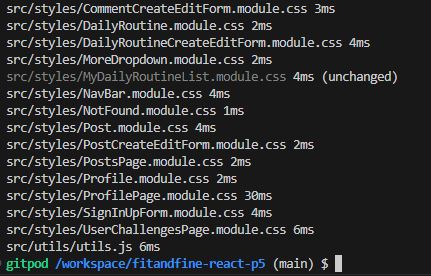 src/styles/CommentCreateEditForm.module.css 3ms
src/styles/DailyRoutine.module.css 2ms
src/styles/DailyRoutineCreateEditForm.module.css 4ms
src/styles/MoreDropdown.module.css 2ms
src/styles/MyDailyRoutineList.module.css 4ms (unchanged)
src/styles/NavBar.module.css 4ms
src/styles/NotFound.module.css 1ms
src/styles/Post.module.css 4ms
src/styles/PostCreateEditForm.module.css 2ms
src/styles/PostsPage.module.css 2ms
src/styles/Profile.module.css 2ms
src/styles/ProfilePage.module.css 30ms
src/styles/SignInUpForm.module.css 4ms
src/styles/UserChallengesPage.module.css 6ms
src/utils/utils.js 6ms
gitpod /workspace/fitandfine-react-p5 (main) $